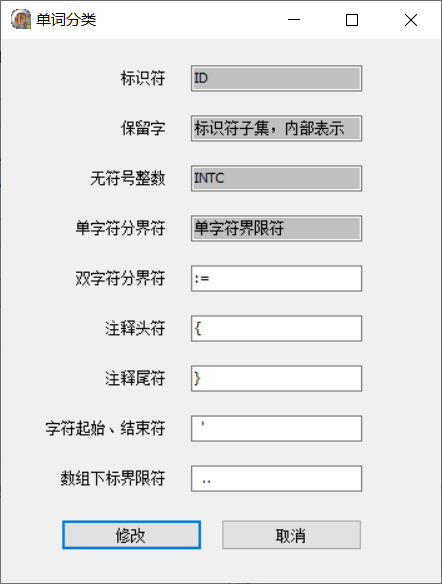 单词分类
标识符 ID
保留字 标识符子集，内部表示
无符号整数 INTC
单字符分界符 单字符界限符
双字符分界符 :=
注释头符 {
注释尾符 }
字符起始、结束符 '
数组下标界限符 ..
修改 取消